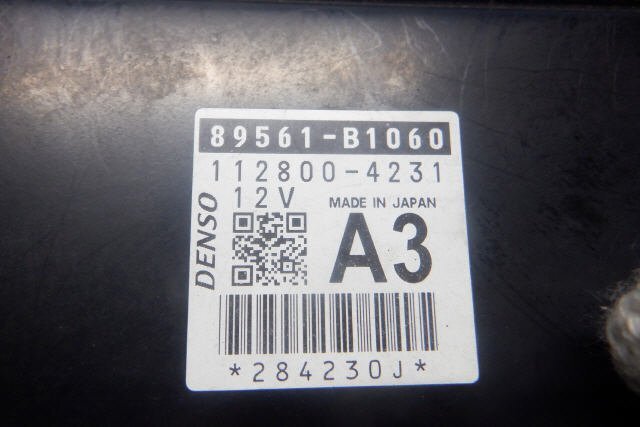 89561-B1060
112800-4231
12V
MADE IN JAPAN
DENSO
A3
*284230J*